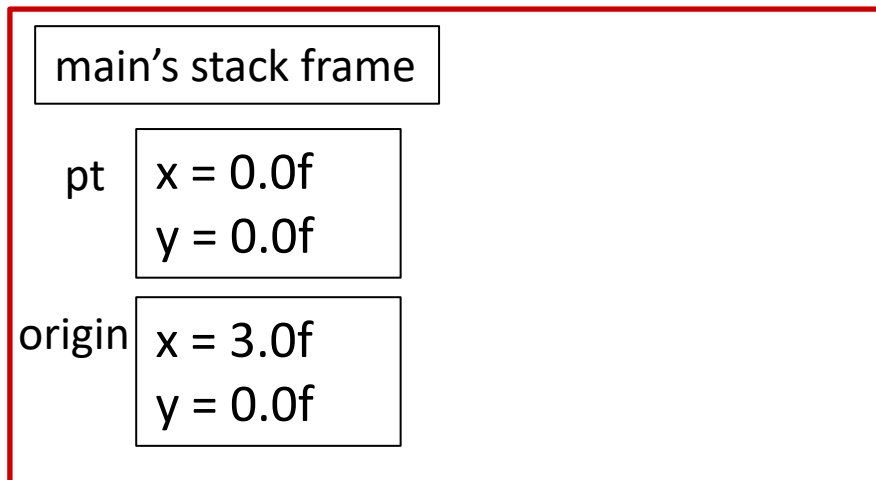 main’s stack frame
pt
x = 0.0f
y = 0.0f
origin
x = 3.0f
y = 0.0f